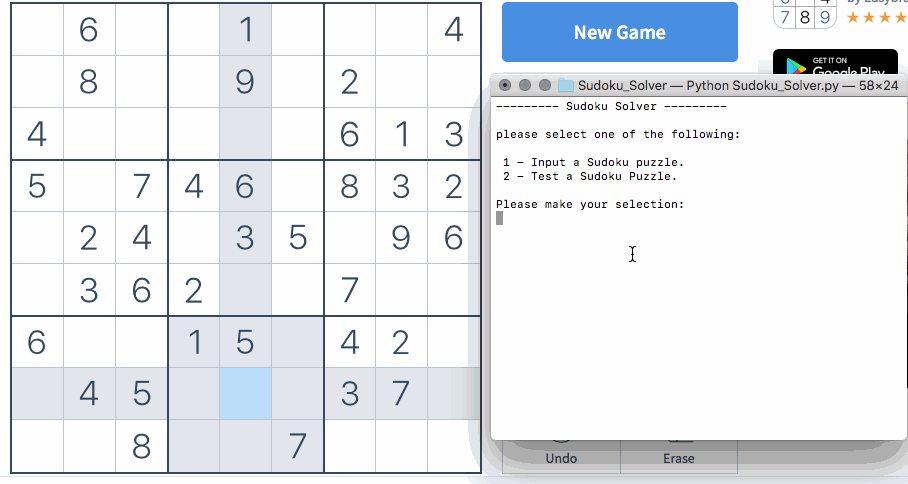 6 1 4
8 9 2
4 6 1 3
5 7 4 6 8 3 2
2 4 3 5 9 6
3 6 2 7
6 1 5 4 2
4 5 3 7
8 7
New Game
7 8 9
GET IT ON
Google Play
Sudoku_Solver — Python Sudoku_Solver.py — 58×24
--------- Sudoku Solver ---------
please select one of the following:
1 - Input a Sudoku puzzle.
2 - Test a Sudoku Puzzle.
Please make your selection:
Undo Erase